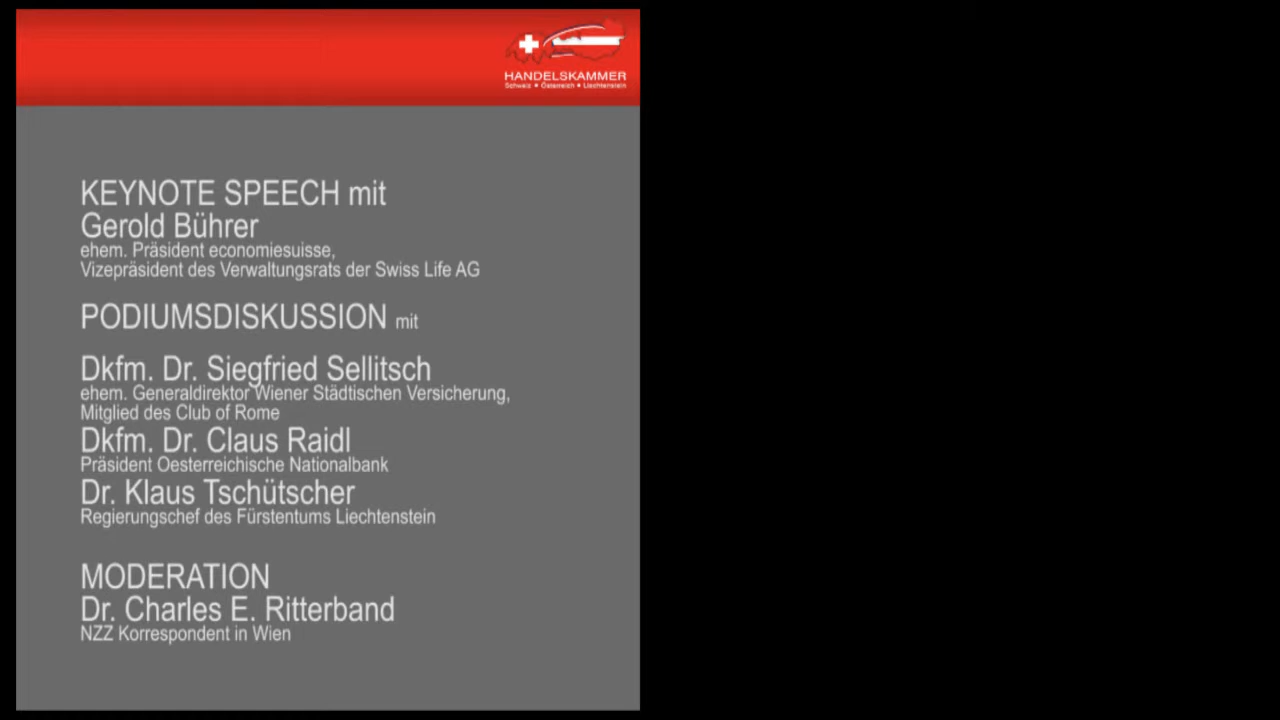 HANDELSKAMMER
Schweiz • Österreich • Liechtenstein
KEYNOTE SPEECH mit
Gerold Bührer
ehem. Präsident economiesuisse,
Vizepräsident des Verwaltungsrats der Swiss Life AG
PODIUMSDISKUSSION mit
Dkfm. Dr. Siegfried Sellitsch
ehem. Generaldirektor Wiener Städtischen Versicherung,
Mitglied des Club of Rome
Dkfm. Dr. Claus Raidl
Präsident Oesterreichische Nationalbank
Dr. Klaus Tschütscher
Regierungschef des Fürstentums Liechtenstein
MODERATION
Dr. Charles E. Ritterband
NZZ Korrespondent in Wien